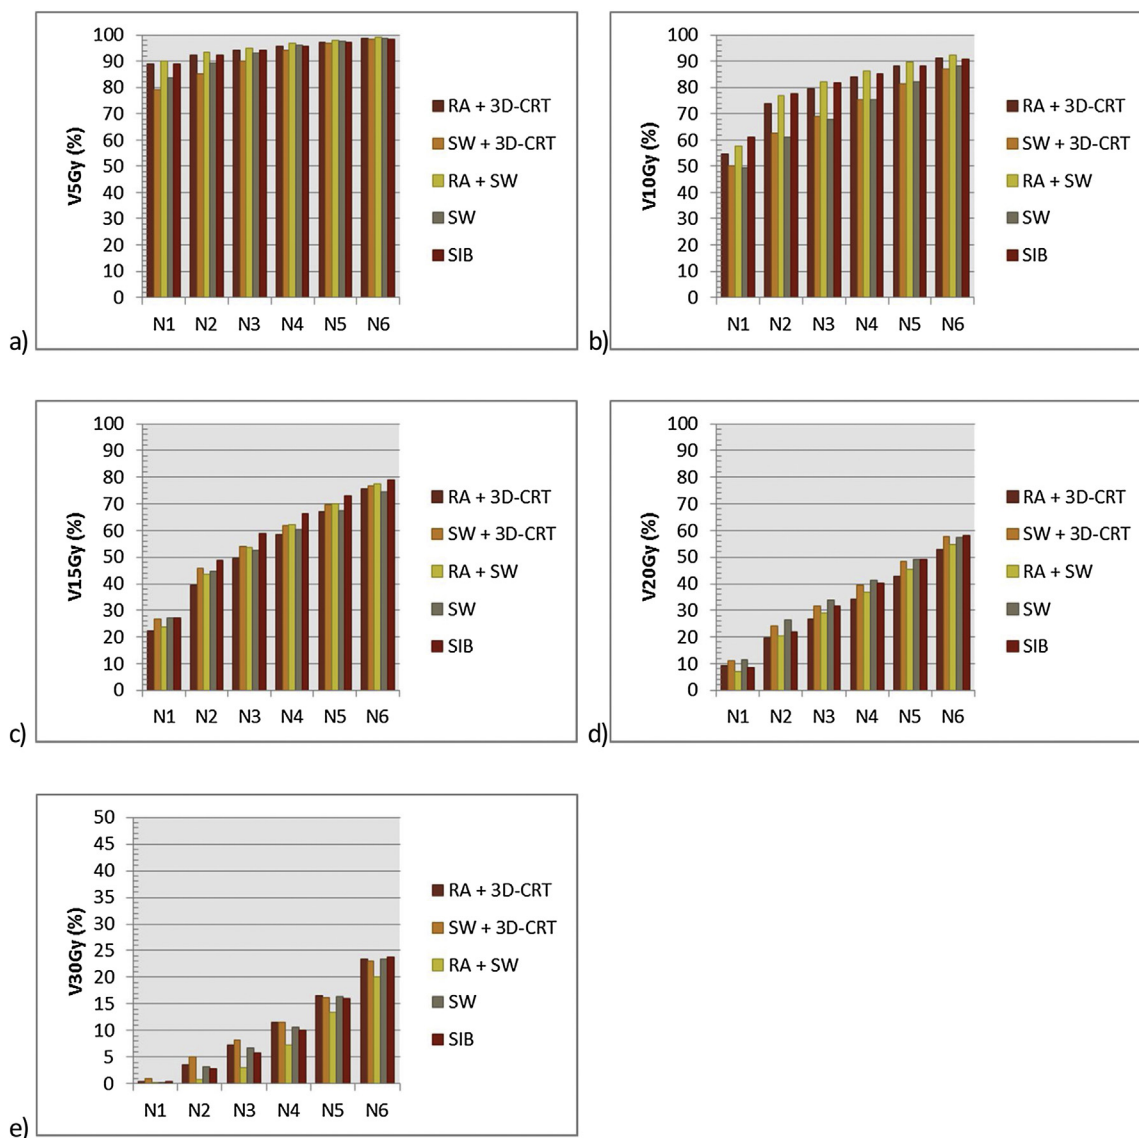 100
90
80
70
60
50
40
30
20
10
0
V5Gy (%)
N1 N2 N3 N4 N5 N6
RA + 3D-CRT
SW + 3D-CRT
RA + SW
SW
SIB
a)
100
90
80
70
60
50
40
30
20
10
0
V10Gy (%)
N1 N2 N3 N4 N5 N6
RA + 3D-CRT
SW + 3D-CRT
RA + SW
SW
SIB
b)
100
90
80
70
60
50
40
30
20
10
0
V15Gy (%)
N1 N2 N3 N4 N5 N6
RA + 3D-CRT
SW + 3D-CRT
RA + SW
SW
SIB
c)
100
90
80
70
60
50
40
30
20
10
0
V20Gy (%)
N1 N2 N3 N4 N5 N6
RA + 3D-CRT
SW + 3D-CRT
RA + SW
SW
SIB
d)
50
45
40
35
30
25
20
15
10
5
0
V30Gy (%)
N1 N2 N3 N4 N5 N6
RA + 3D-CRT
SW + 3D-CRT
RA + SW
SW
SIB
e)